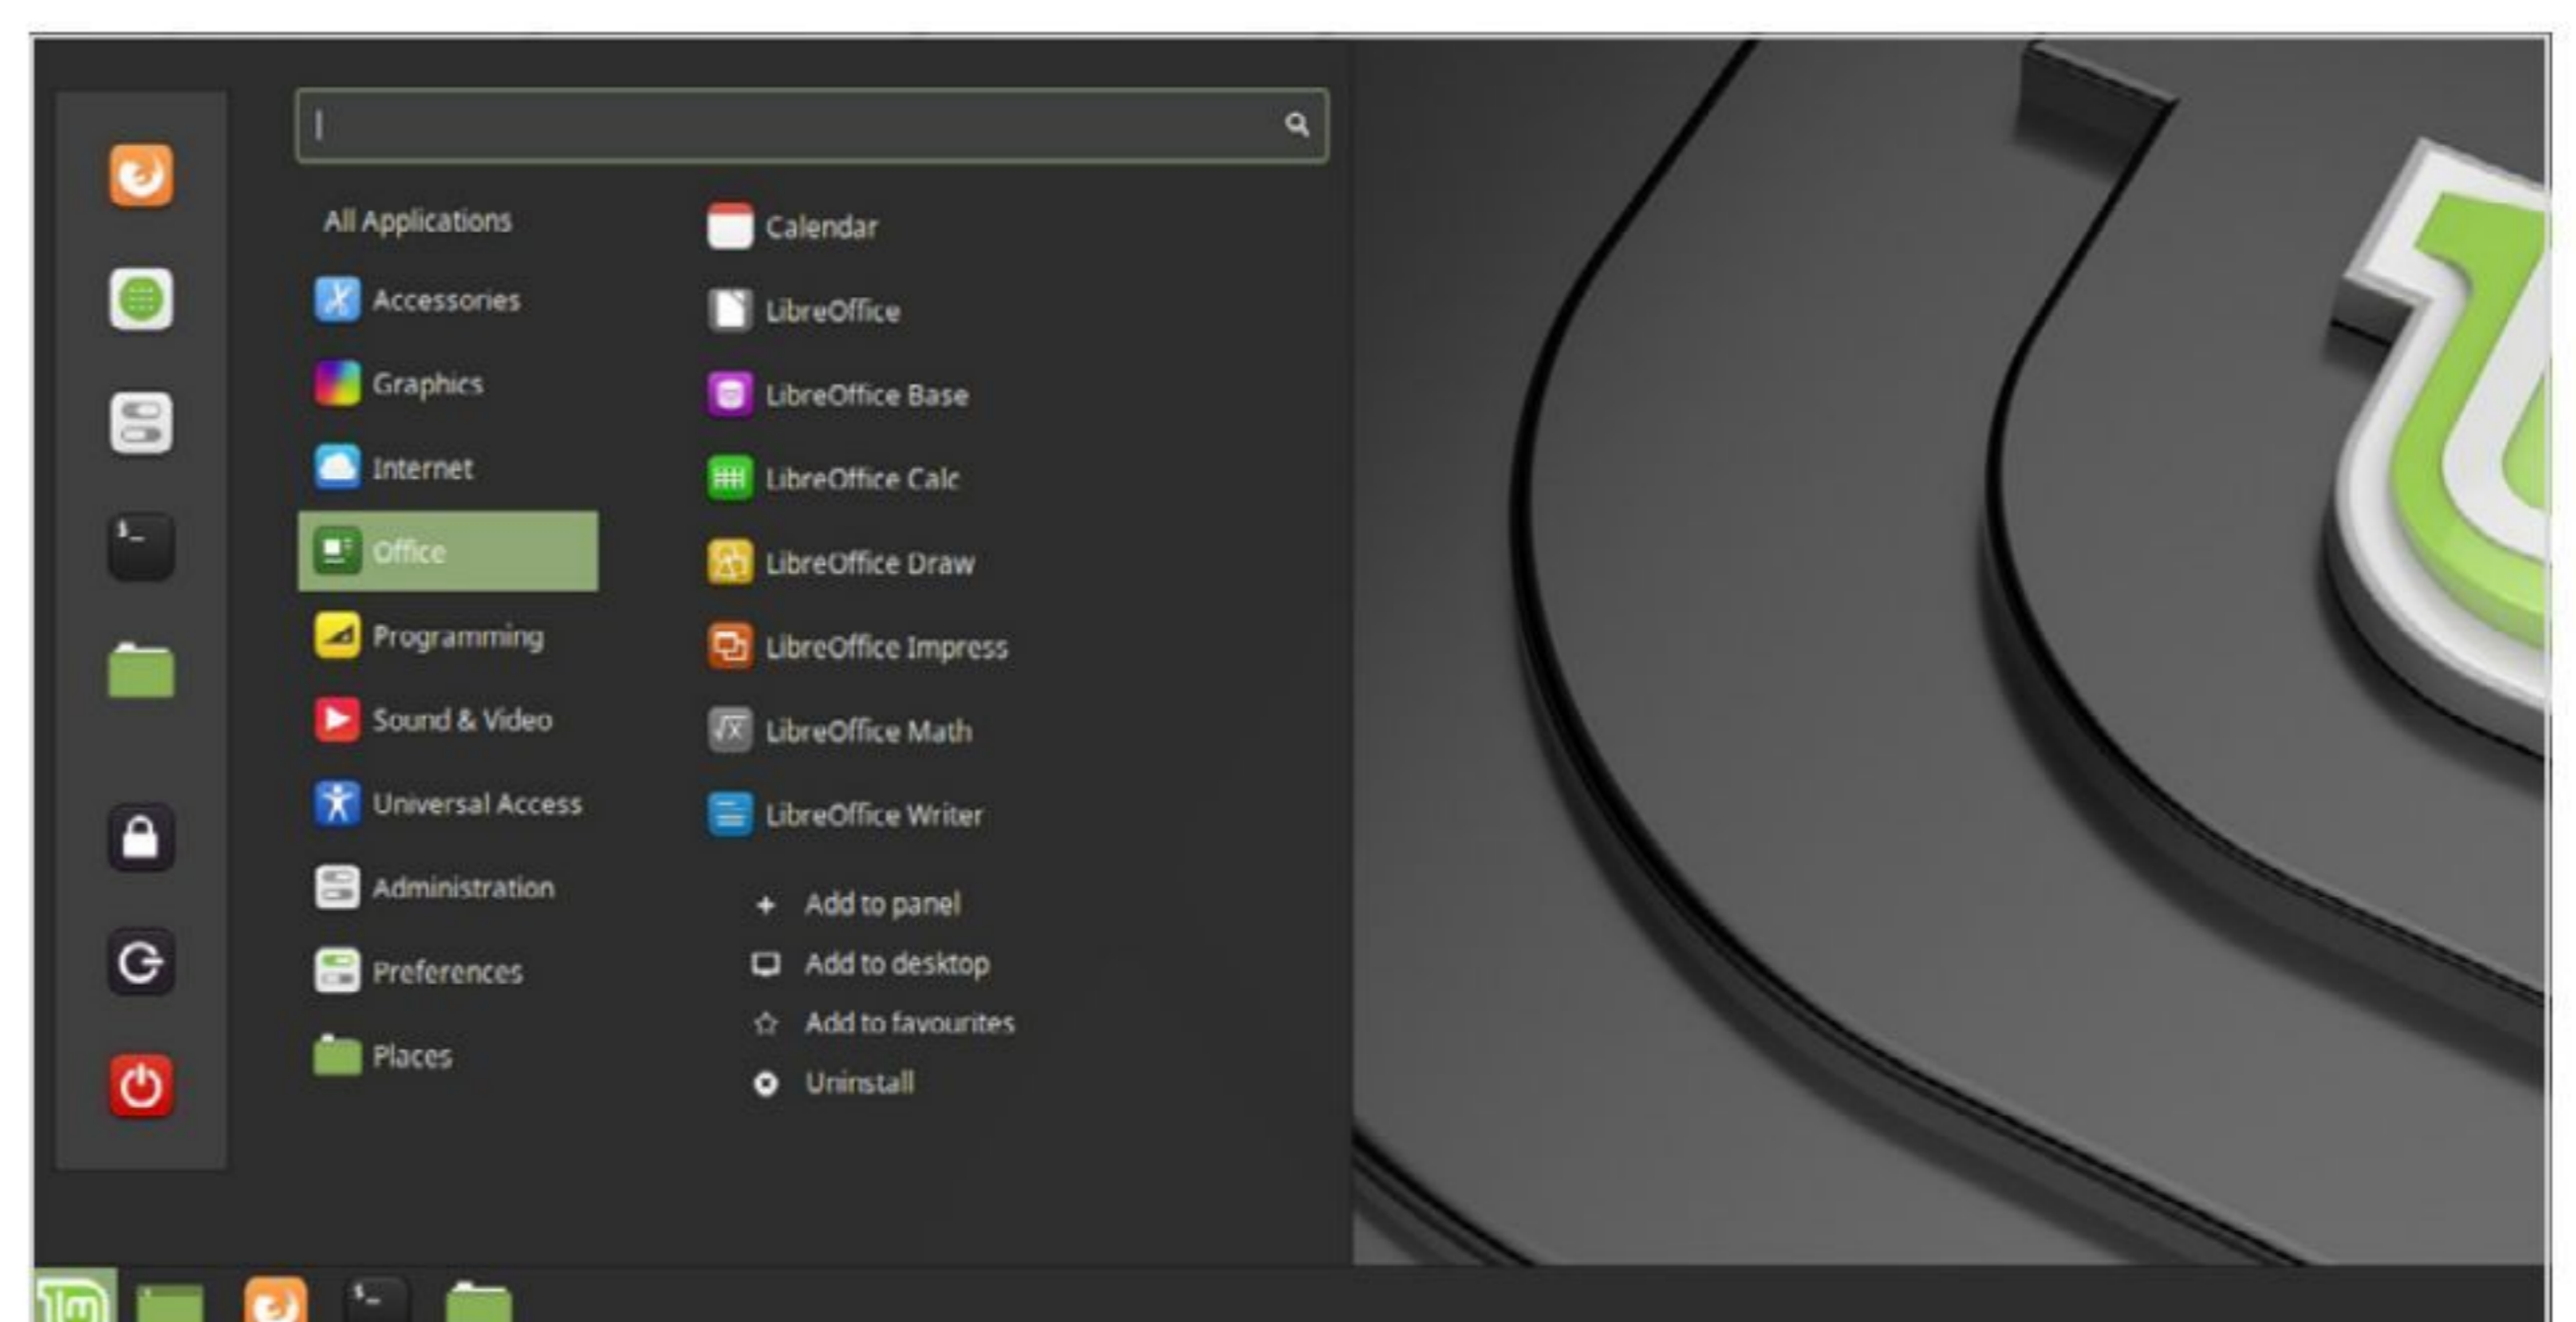 All Applications
Accessories
Graphics
Internet
Office
Programming
Sound & Video
Universal Access
Administration
Preferences
Places
Calendar
LibreOffice
LibreOffice Base
LibreOffice Calc
LibreOffice Draw
LibreOffice Impress
LibreOffice Math
LibreOffice Writer
Add to panel
Add to desktop
Add to favourites
Uninstall